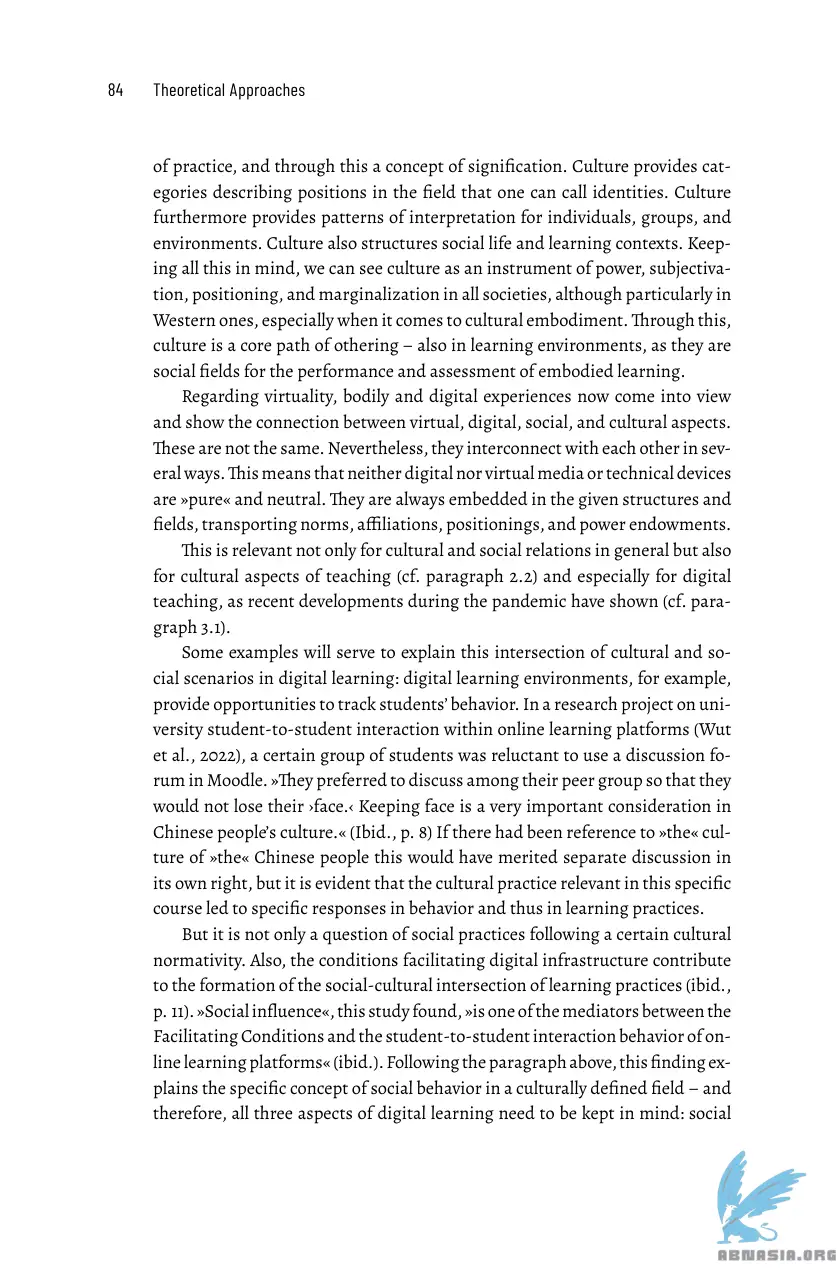 84 Theoretical Approaches
of practice, and through this a concept of signification. Culture provides cat-
egories describing positions in the field that one can call identities. Culture
furthermore provides patterns of interpretation for individuals, groups, and
environments. Culture also structures social life and learning contexts. Keep-
ing all this in mind, we can see culture as an instrument of power, subjectiva-
tion, positioning, and marginalization in all societies, although particularly in
Western ones, especially when it comes to cultural embodiment. Through this,
culture is a core path of othering – also in learning environments, as they are
social fields for the performance and assessment of embodied learning.
Regarding virtuality, bodily and digital experiences now come into view
and show the connection between virtual, digital, social, and cultural aspects.
These are not the same. Nevertheless, they interconnect with each other in sev-
eral ways. This means that neither digital nor virtual media or technical devices
are »pure« and neutral. They are always embedded in the given structures and
fields, transporting norms, affiliations, positionings, and power endowments.
This is relevant not only for cultural and social relations in general but also
for cultural aspects of teaching (cf. paragraph 2.2) and especially for digital
teaching, as recent developments during the pandemic have shown (cf. para-
graph 3.1).
Some examples will serve to explain this intersection of cultural and so-
cial scenarios in digital learning: digital learning environments, for example,
provide opportunities to track students’ behavior. In a research project on uni-
versity student-to-student interaction within online learning platforms (Wut
et al., 2022), a certain group of students was reluctant to use a discussion fo-
rum in Moodle. »They preferred to discuss among their peer group so that they
would not lose their ›face.‹ Keeping face is a very important consideration in
Chinese people’s culture.« (Ibid., p. 8) If there had been reference to »the« cul-
ture of »the« Chinese people this would have merited separate discussion in
its own right, but it is evident that the cultural practice relevant in this specific
course led to specific responses in behavior and thus in learning practices.
But it is not only a question of social practices following a certain cultural
normativity. Also, the conditions facilitating digital infrastructure contribute
to the formation of the social-cultural intersection of learning practices (ibid.,
p. 11). »Social influence«, this study found, »is one of the mediators between the
Facilitating Conditions and the student-to-student interaction behavior of on-
line learning platforms« (ibid.). Following the paragraph above, this finding ex-
plains the specific concept of social behavior in a culturally defined field – and
therefore, all three aspects of digital learning need to be kept in mind: social
ABNASIA.ORG